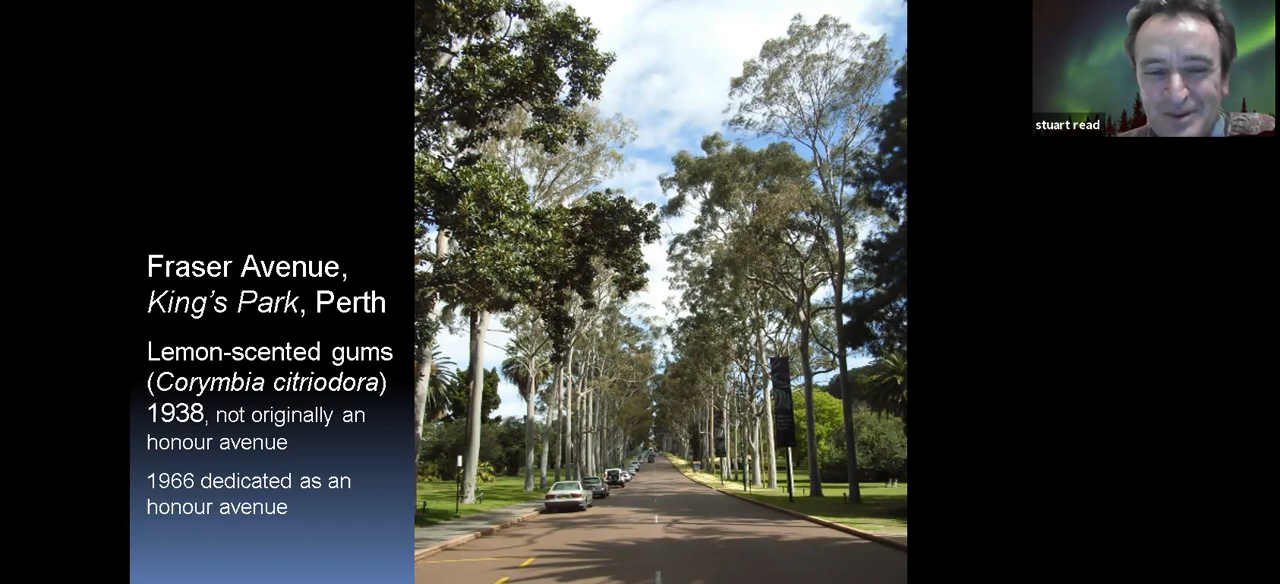 Fraser Avenue,
King's Park, Perth
Lemon-scented gums
(Corymbia citriodora)
1938, not originally an
honour avenue
1966 dedicated as an
honour avenue
stuart read